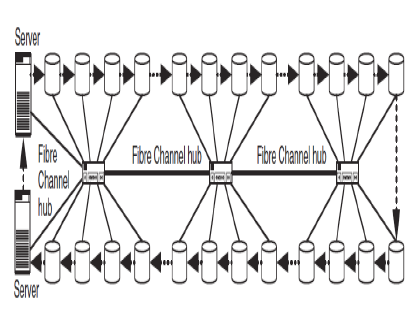 Server
Fibre
Channel
hub
Fibre Channel hub
Fibre Channel hub
Server